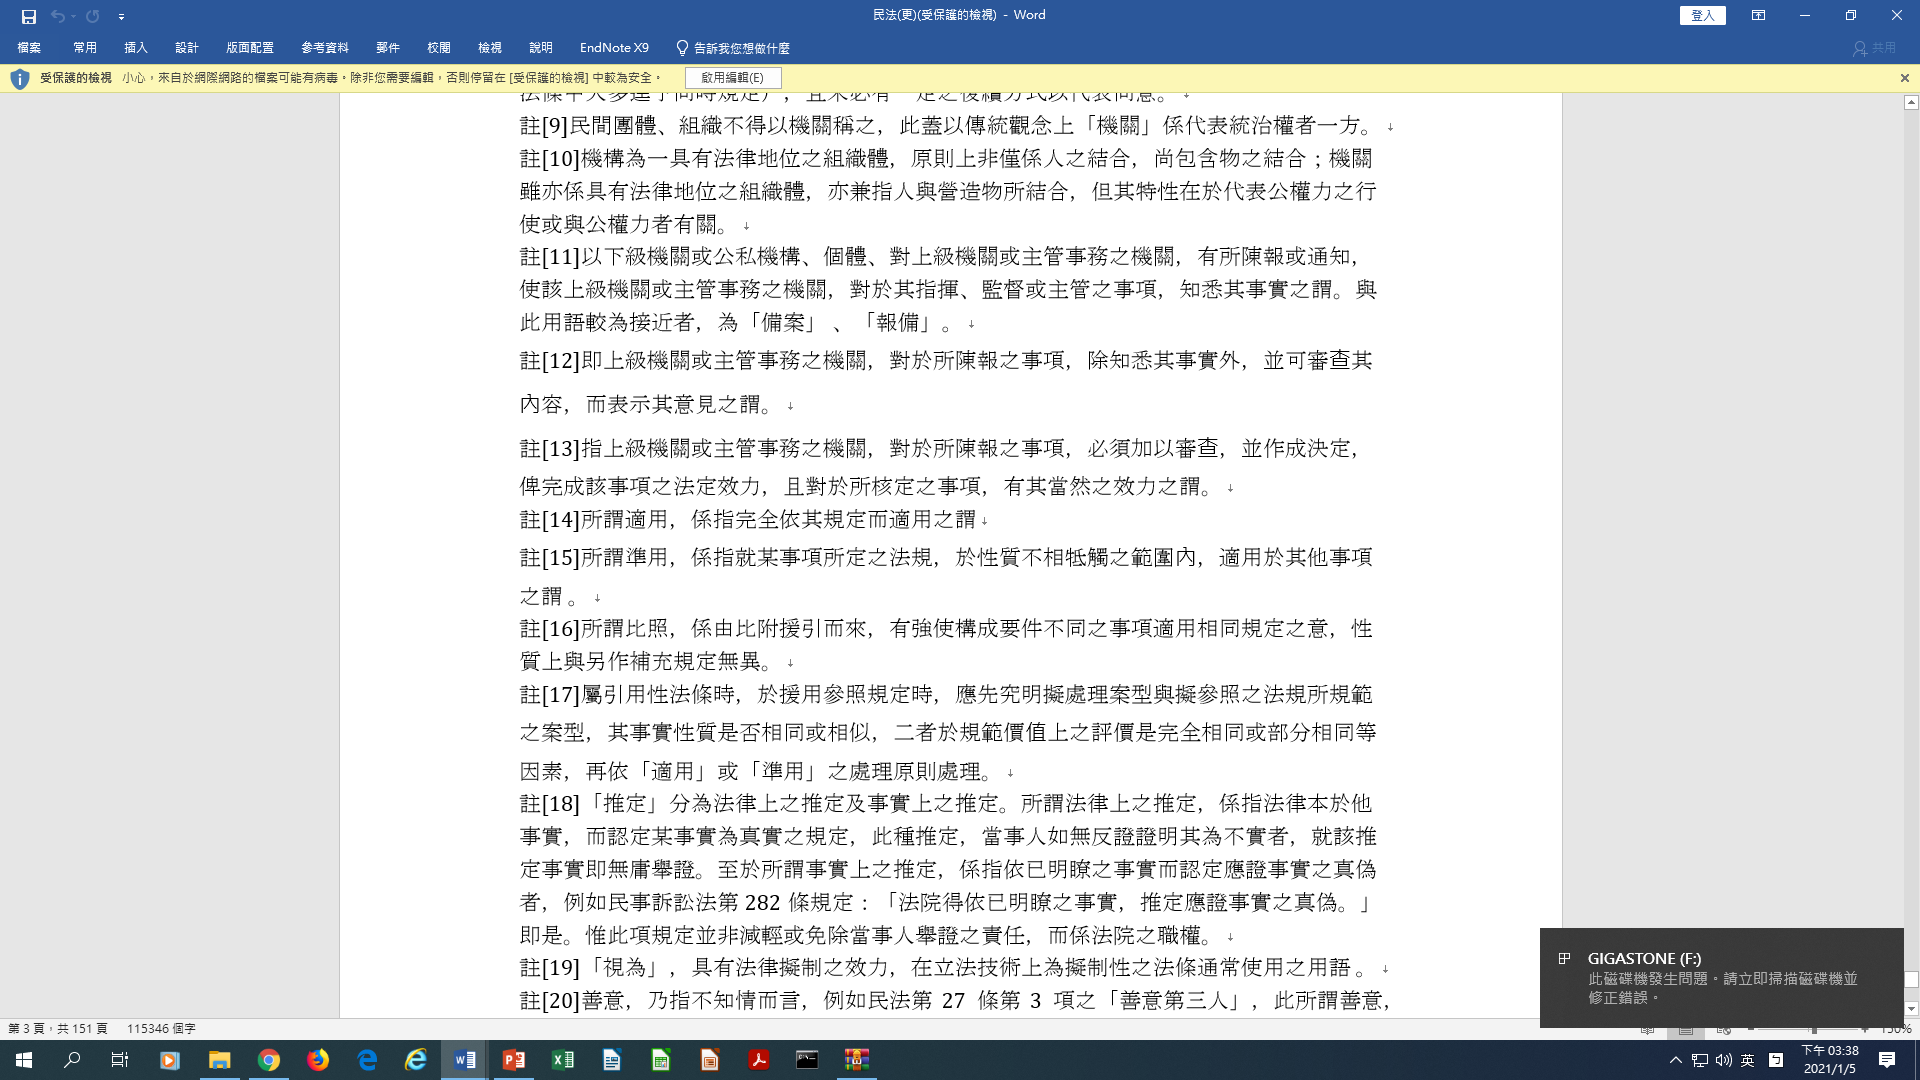 民法(更)(受保護的檢視) - Word
登入
檔案 常用 插入 設計 版面配置 參考資料 郵件 校閱 檢視 說明 EndNote X9 告訴我您想做什麼 共用
受保護的檢視 小心，來自於網際網路的檔案可能有病毒。除非您需要編輯，否則停留在 [受保護的檢視] 中較為安全。 啟用編輯(E)
註[9]民間團體、組織不得以機關稱之，此蓋以傳統觀念上「機關」係代表統治權者一方。
註[10]機構為一具有法律地位之組織體，原則上非僅係人之結合，尚包含物之結合；機關
雖亦係具有法律地位之組織體，亦兼指人與營造物所結合，但其特性在於代表公權力之行
使或與公權力者有關。
註[11]以下級機關或公私機構、個體、對上級機關或主管事務之機關，有所陳報或通知，
使該上級機關或主管事務之機關，對於其指揮、監督或主管之事項，知悉其事實之謂。與
此用語較為接近者，為「備案」、「報備」。
註[12]即上級機關或主管事務之機關，對於所陳報之事項，除知悉其事實外，並可審查其
內容，而表示其意見之謂。
註[13]指上級機關或主管事務之機關，對於所陳報之事項，必須加以審查，並作成決定，
俾完成該事項之法定效力，且對於所核定之事項，有其當然之效力之謂。
註[14]所謂適用，係指完全依其規定而適用之謂
註[15]所謂準用，係指就某事項所定之法規，於性質不相牴觸之範圍內，適用於其他事項
之謂。
註[16]所謂比照，係由比附援引而來，有強使構成要件不同之事項適用相同規定之意，性
質上與另作補充規定無異。
註[17]屬引用性法條時，於援用參照規定時，應先究明擬處理案型與擬參照之法規所規範
之案型，其事實性質是否相同或相似，二者於規範價值上之評價是完全相同或部分相同等
因素，再依「適用」或「準用」之處理原則處理。
註[18]「推定」分為法律上之推定及事實上之推定。所謂法律上之推定，係指法律本於他
事實，而認定某事實為真實之規定，此種推定，當事人如無反證證明其為不實者，就該推
定事實即無庸舉證。至於所謂事實上之推定，係指依已明瞭之事實而認定應證事實之真偽
者，例如民事訴訟法第 282 條規定：「法院得依已明瞭之事實，推定應證事實之真偽。」
即是。惟此項規定並非減輕或免除當事人舉證之責任，而係法院之職權。
註[19]「視為」，具有法律擬制之效力，在立法技術上為擬制性之法條通常使用之用語。
註[20]善意，乃指不知情而言，例如民法第 27 條第 3 項之「善意第三人」，此所謂善意，
GIGASTONE (F:)
此磁碟機發生問題。請立即掃描磁碟機並
修正錯誤。
第 3 頁，共 151 頁 115346 個字
英
下午 03:38
2021/1/5